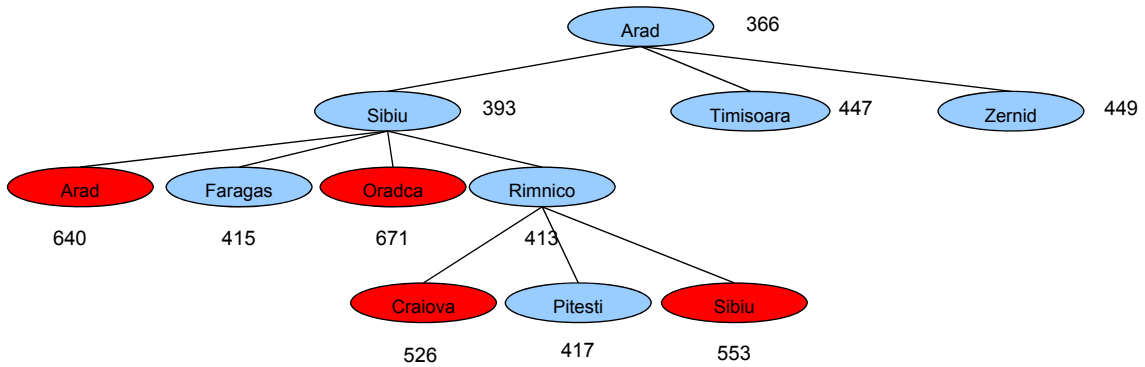 Arad 366
Sibiu 393 Timisoara 447 Zernid 449
Arad Faragas Oradca Rimnico
640 415 671 413
Craiova Pitesti Sibiu
526 417 553